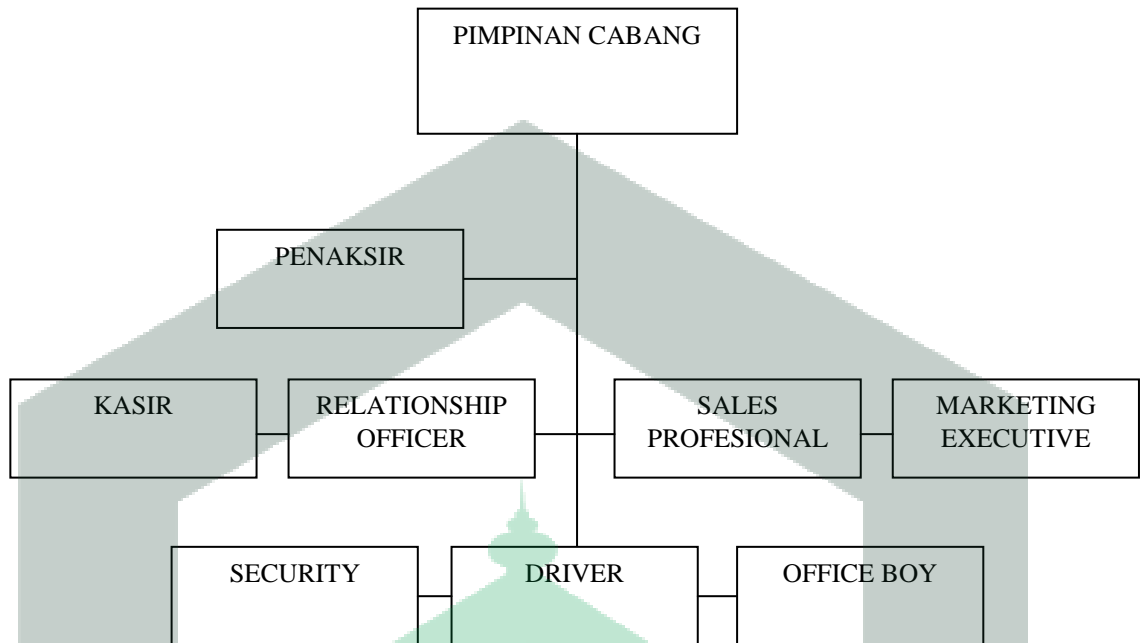 PIMPINAN CABANG
PENAKSIR
KASIR
RELATIONSHIP
OFFICER
SALES
PROFESIONAL
MARKETING
EXECUTIVE
SECURITY
DRIVER
OFFICE BOY